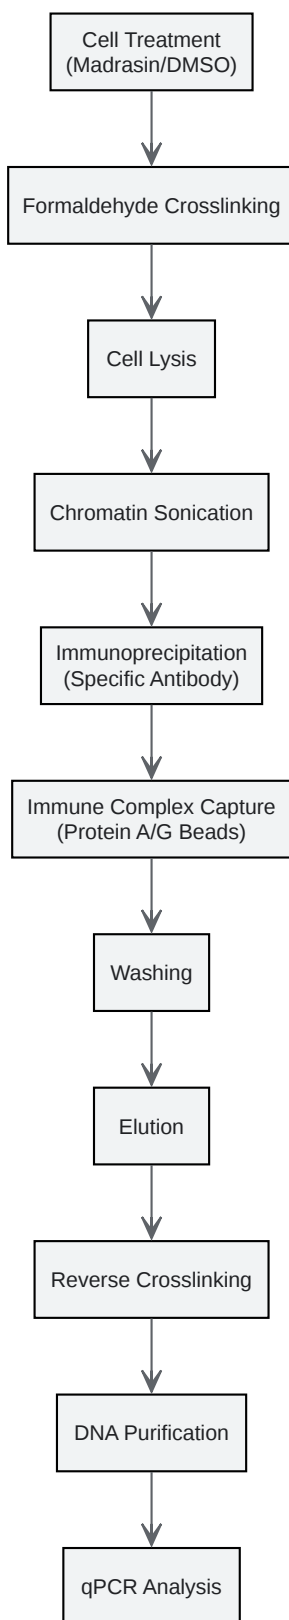 Cell Treatment
(Madrasin/DMSO)
Formaldehyde Crosslinking
Cell Lysis
Chromatin Sonication
Immunoprecipitation
(Specific Antibody)
Immune Complex Capture
(Protein A/G Beads)
Washing
Elution
Reverse Crosslinking
DNA Purification
qPCR Analysis